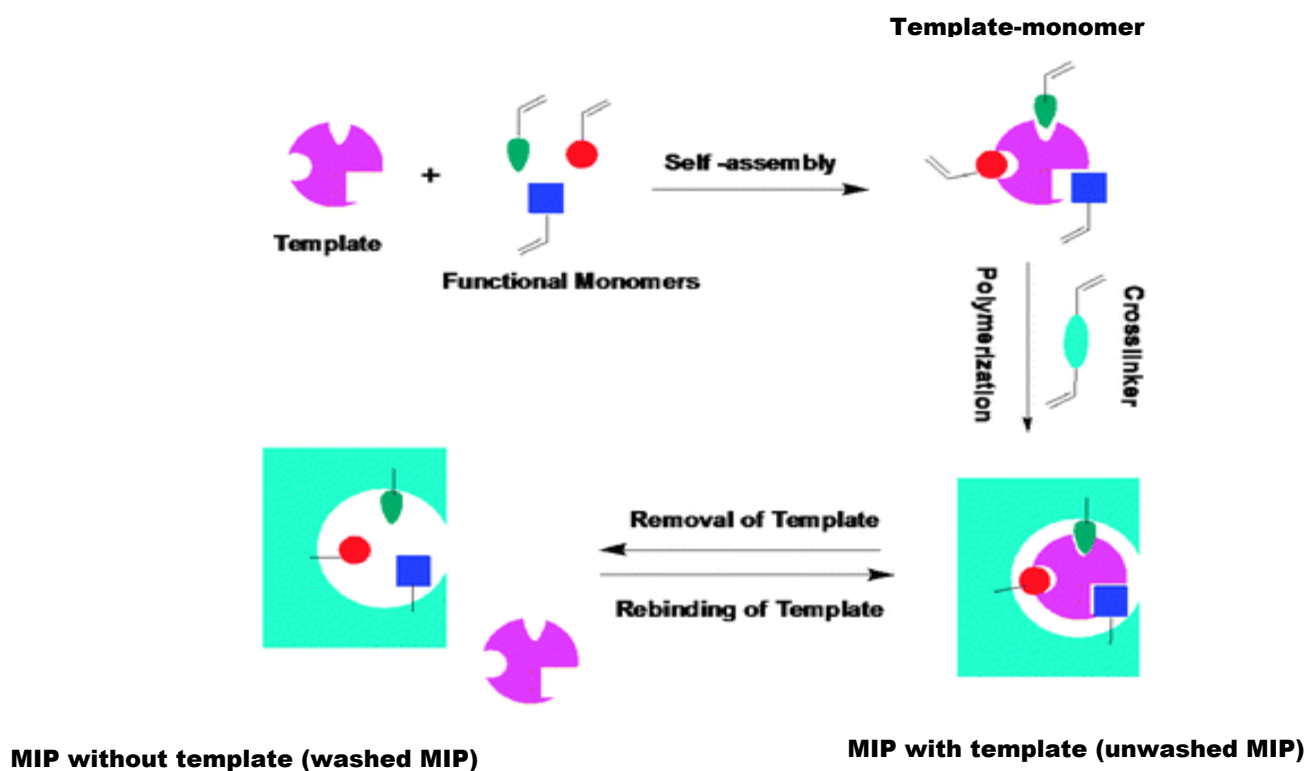 Template-monomer
Self -assembly
+
Template
Functional Monomers
Polymerization
Crosslinker
Removal of Template
Rebinding of Template
MIP with template (unwashed MIP)
MIP without template (washed MIP)